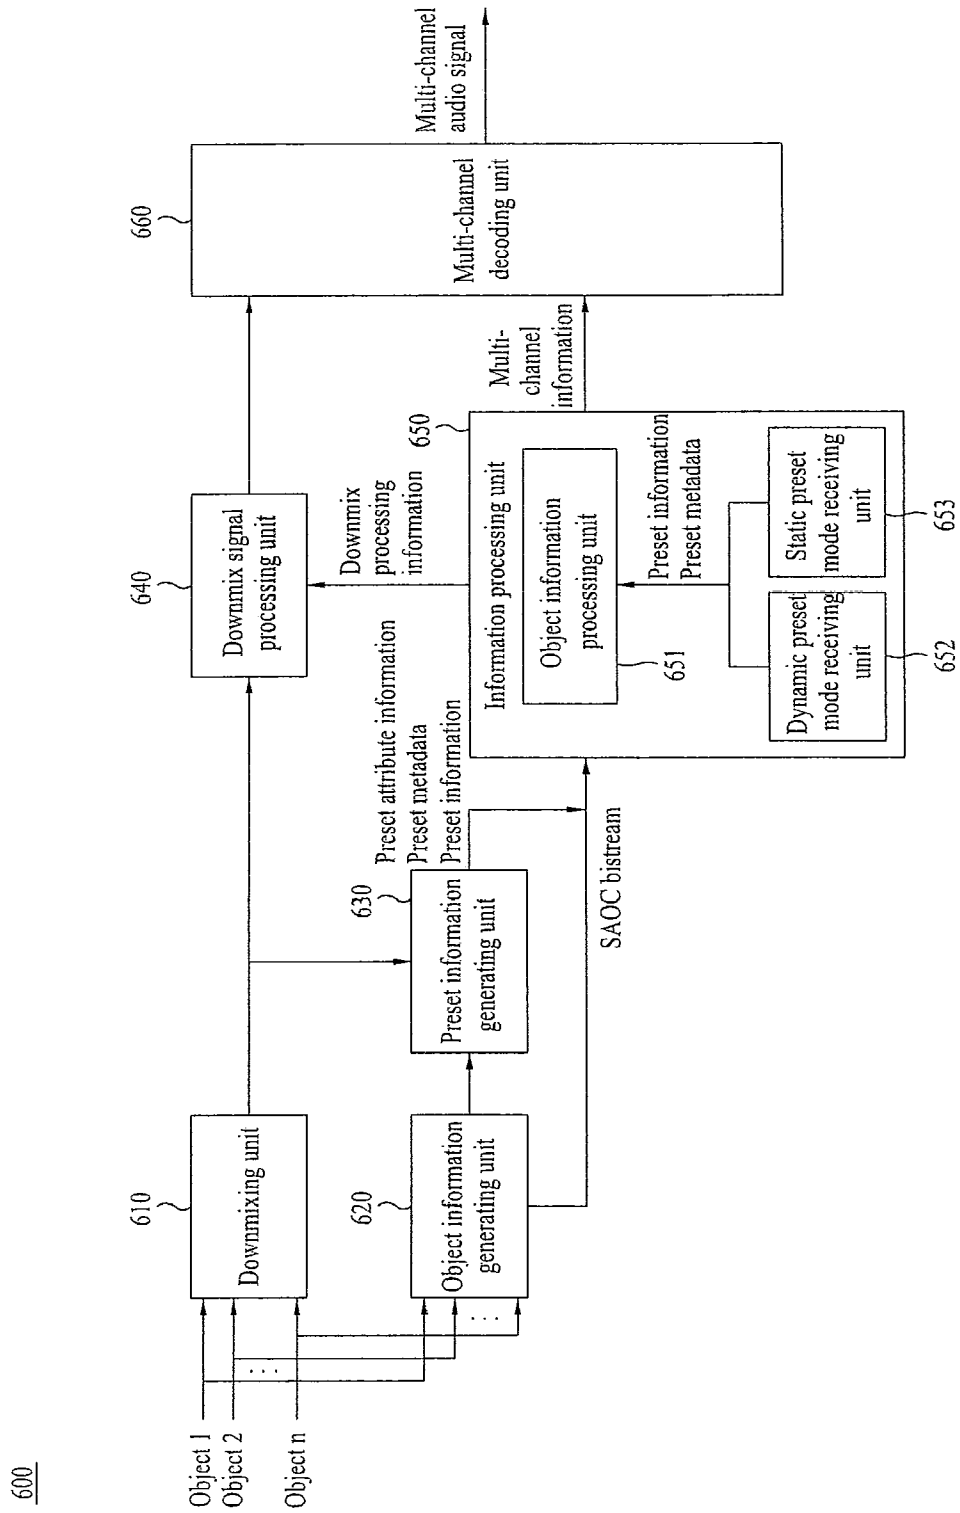 600
Object 1
Object 2
Object n
. . .
. . .
610
Downmixing unit
620
Object information
generating unit
630
Preset information
generating unit
Preset attribute information
Preset metadata
Preset information
SAOC bistream
640
Downmix signal
processing unit
Downmix
processing
information
650
Information processing unit
Object information
processing unit
651
Preset information
Preset metadata
Dynamic preset
mode receiving
unit
652
Static preset
mode receiving
unit
653
Multi-
channel
information
660
Multi-channel
decoding unit
Multi-channel
audio signal